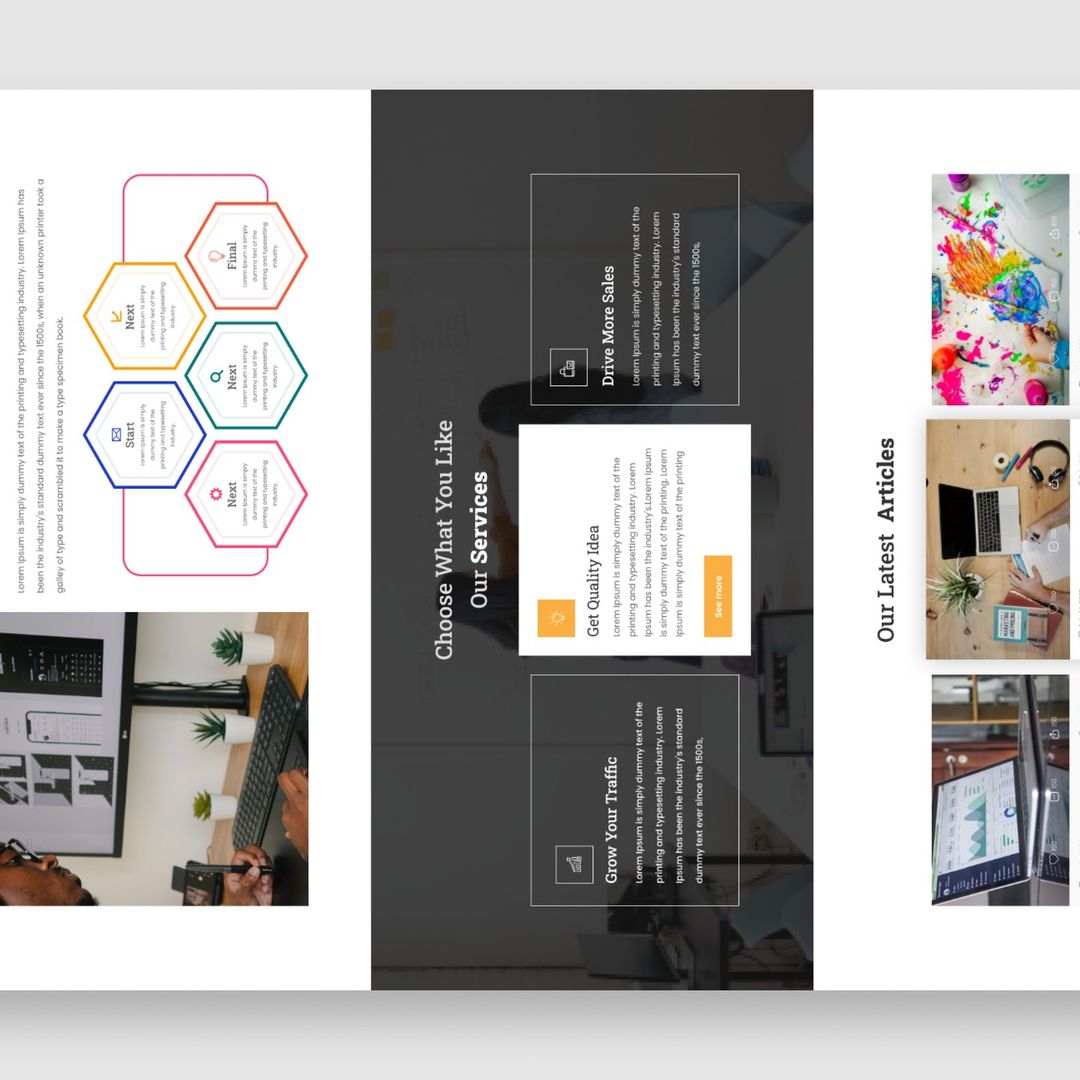 Lorem Ipsum is simply dummy text of the printing and typesetting industry. Lorem Ipsum has
been the industry's standard dummy text ever since the 1500s, when an unknown printer took a
galley of type and scrambled it to make a type specimen book.
Start
Lorem Ipsum is simply
dummy text of the
printing and typesetting
industry.
Next
Lorem Ipsum is simply
dummy text of the
printing and typesetting
industry.
Next
Lorem Ipsum is simply
dummy text of the
printing and typesetting
industry.
Next
Lorem Ipsum is simply
dummy text of the
printing and typesetting
industry.
Final
Lorem Ipsum is simply
dummy text of the
printing and typesetting
industry.
Choose What You Like
Our Services
Grow Your Traffic
Lorem Ipsum is simply dummy text of the
printing and typesetting industry. Lorem
Ipsum has been the industry's standard
dummy text ever since the 1500s,
Get Quality Idea
Lorem Ipsum is simply dummy text of the
printing and typesetting industry. Lorem
Ipsum has been the industry's.Lorem Ipsum
is simply dummy text of the printing, Lorem
Ipsum is simply dummy text of the printing
See more
Drive More Sales
Lorem Ipsum is simply dummy text of the
printing and typesetting industry. Lorem
Ipsum has been the industry's standard
dummy text ever since the 1500s,
Our Latest Articles
MARKETING
AND PRICING
150 150 150
150 150 150
150 150 150